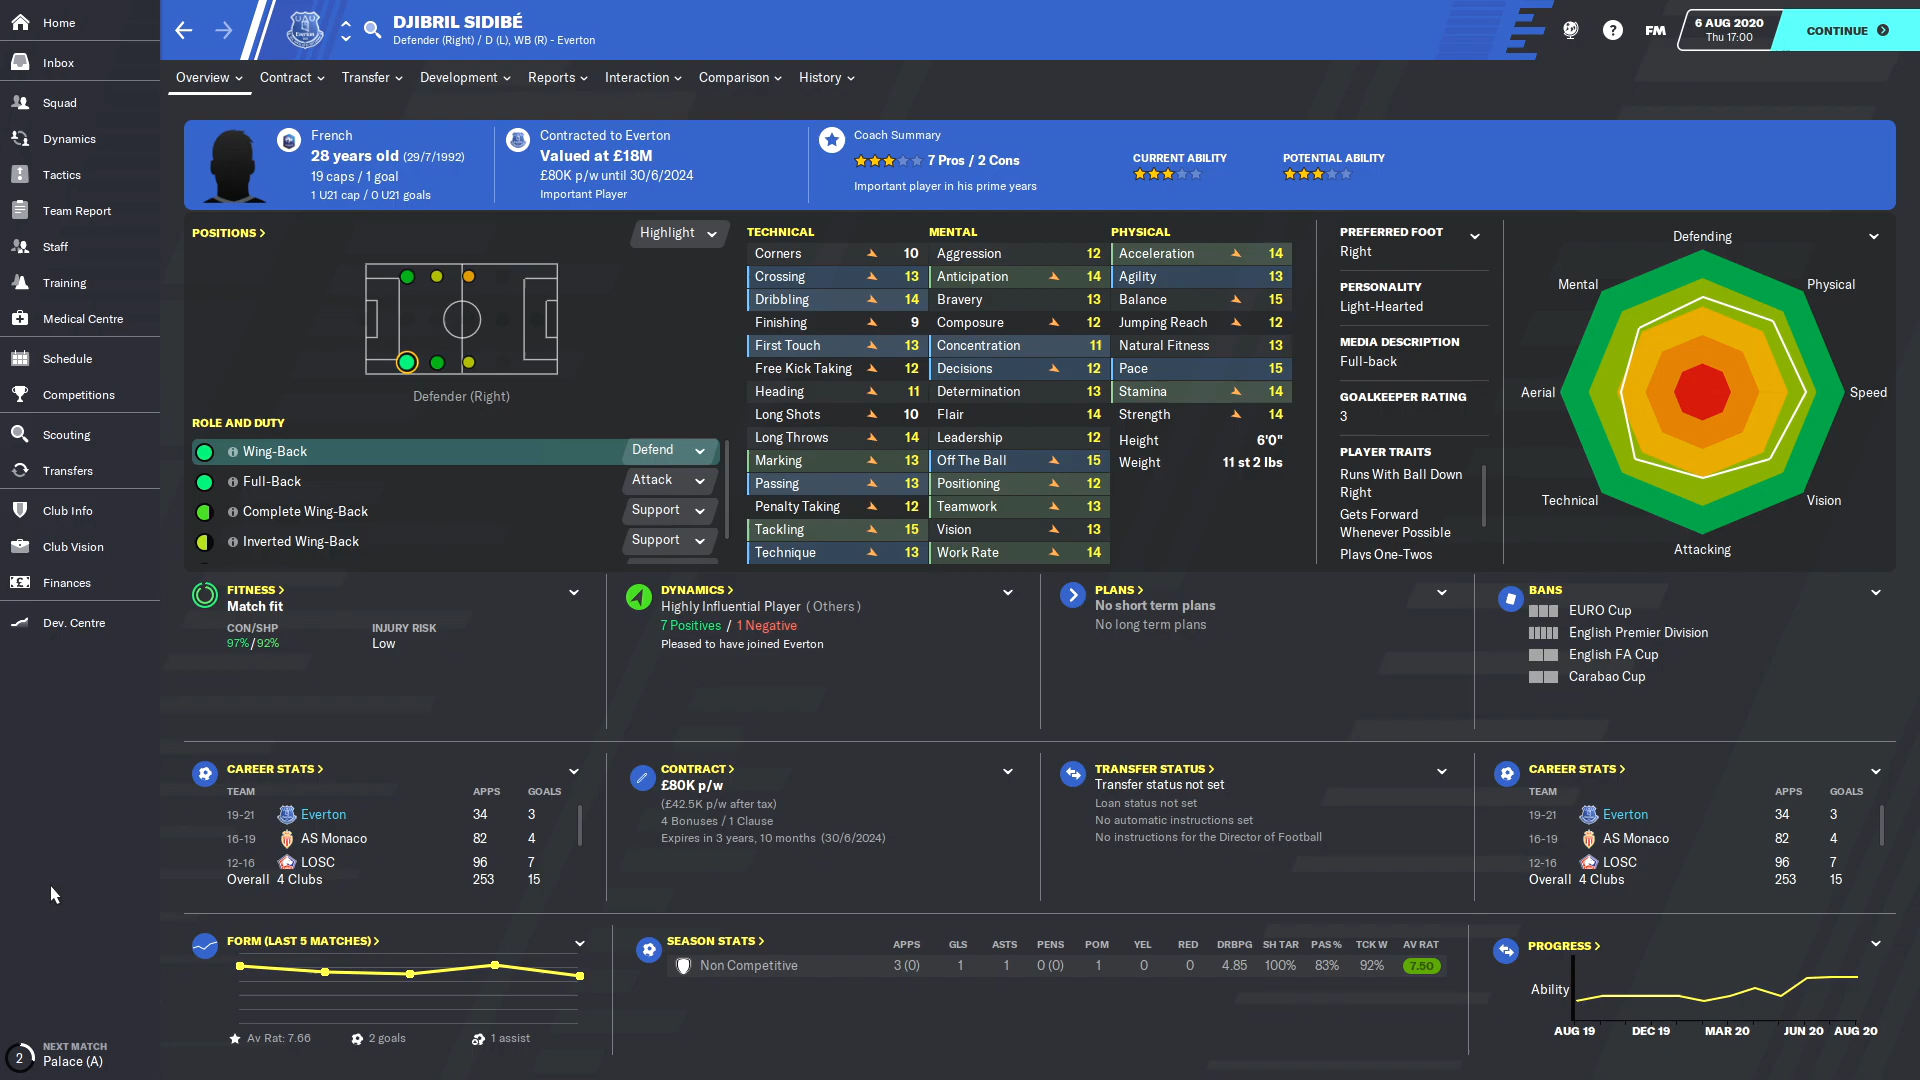 Home
Inbox
Squad
Dynamics
Tactics
Team Report
Staff
Training
Medical Centre
Schedule
Competitions
Scouting
Transfers
Club Info
Club Vision
Finances
Dev. Centre
2 NEXT MATCH
Palace (A)
DJIBRIL SIDIBÉ
Defender (Right) / D (L), WB (R) - Everton
? FM
6 AUG 2020
Thu 17:00
CONTINUE
Overview Contract Transfer Development Reports Interaction Comparison History
French
28 years old (29/7/1992)
19 caps / 1 goal
1 U21 cap / 0 U21 goals
Contracted to Everton
Valued at £18M
£80K p/w until 30/6/2024
Important Player
Coach Summary
7 Pros / 2 Cons
Important player in his prime years
CURRENT ABILITY
POTENTIAL ABILITY
POSITIONS >
Highlight
Defender (Right)
ROLE AND DUTY
Wing-Back Defend
Full-Back Attack
Complete Wing-Back Support
Inverted Wing-Back Support
TECHNICAL
Corners 10
Crossing 13
Dribbling 14
Finishing 9
First Touch 13
Free Kick Taking 12
Heading 11
Long Shots 10
Long Throws 14
Marking 13
Passing 13
Penalty Taking 12
Tackling 15
Technique 13
MENTAL
Aggression 12
Anticipation 14
Bravery 13
Composure 12
Concentration 11
Decisions 12
Determination 13
Flair 14
Leadership 12
Off The Ball 15
Positioning 12
Teamwork 13
Vision 13
Work Rate 14
PHYSICAL
Acceleration 14
Agility 13
Balance 15
Jumping Reach 12
Natural Fitness 13
Pace 15
Stamina 14
Strength 14
Height 6'0"
Weight 11 st 2 lbs
PREFERRED FOOT
Right
PERSONALITY
Light-Hearted
MEDIA DESCRIPTION
Full-back
GOALKEEPER RATING
3
PLAYER TRAITS
Runs With Ball Down
Right
Gets Forward
Whenever Possible
Plays One-Twos
Defending
Mental
Physical
Aerial
Speed
Technical
Vision
Attacking
FITNESS >
Match fit
CON/SHP
97%/92%
INJURY RISK
Low
DYNAMICS >
Highly Influential Player (Others)
7 Positives / 1 Negative
Pleased to have joined Everton
PLANS >
No short term plans
No long term plans
BANS
EURO Cup
English Premier Division
English FA Cup
Carabao Cup
CAREER STATS >
TEAM APPS GOALS
19-21 Everton 34 3
16-19 AS Monaco 82 4
12-16 LOSC 96 7
Overall 4 Clubs 253 15
CONTRACT >
£80K p/w
(£42.5K p/w after tax)
4 Bonuses / 1 Clause
Expires in 3 years, 10 months (30/6/2024)
TRANSFER STATUS >
Transfer status not set
Loan status not set
No automatic instructions set
No instructions for the Director of Football
CAREER STATS >
TEAM APPS GOALS
19-21 Everton 34 3
16-19 AS Monaco 82 4
12-16 LOSC 96 7
Overall 4 Clubs 253 15
FORM (LAST 5 MATCHES) >
Av Rat: 7.66 2 goals 1 assist
SEASON STATS > APPS GLS ASTS PENS POM YEL RED DRBPG SH TAR PAS% TCK W AV RAT
Non Competitive 3 (0) 1 1 0 (0) 1 0 0 4.85 100% 83% 92% 7.50
PROGRESS >
Ability
AUG 19 DEC 19 MAR 20 JUN 20 AUG 20